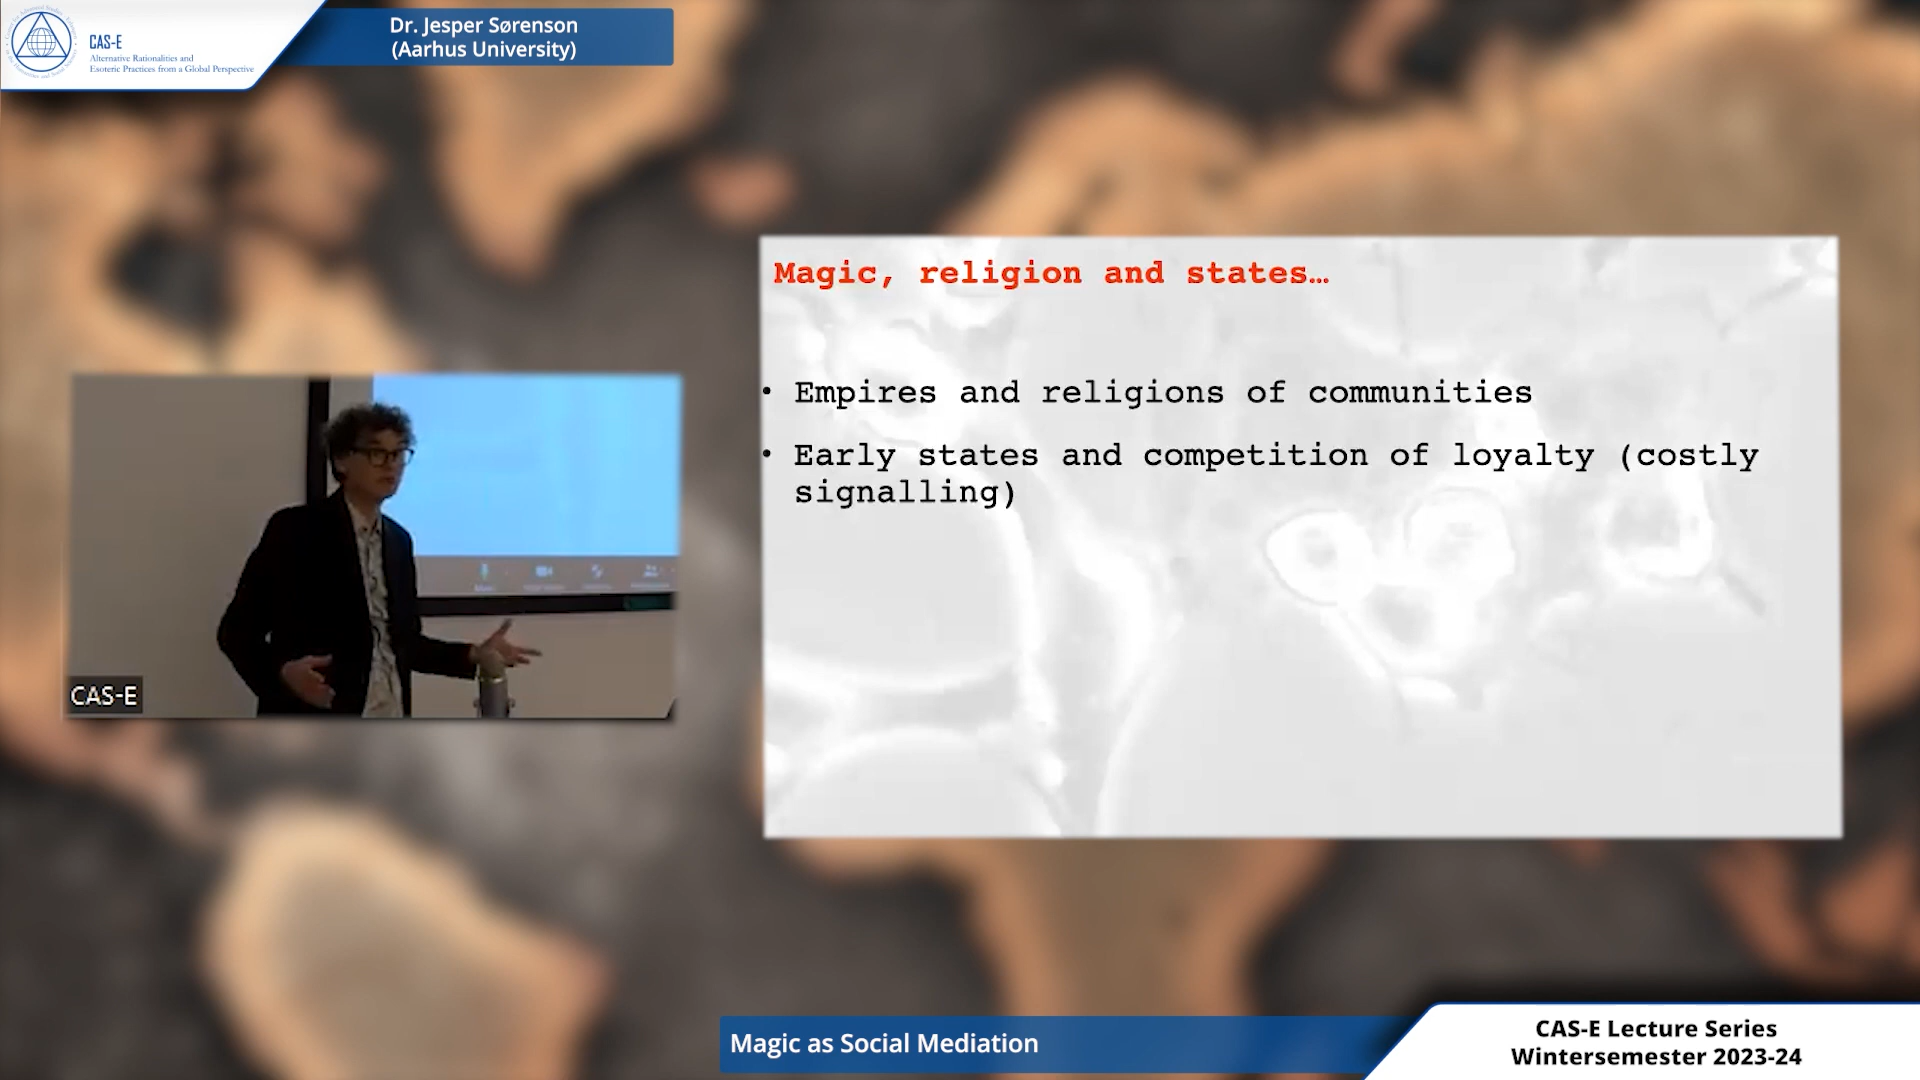 CAS-E
Alternative Rationalities and
Esoteric Practices from a Global Perspective
Dr. Jesper Sørenson
(Aarhus University)
Magic, religion and states…
• Empires and religions of communities
• Early states and competition of loyalty (costly
signalling)
CAS-E
Magic as Social Mediation
CAS-E Lecture Series
Wintersemester 2023-24